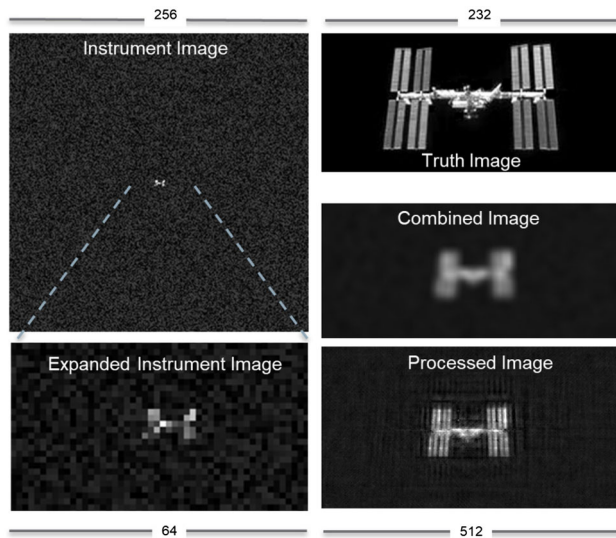 256
232
Instrument Image
Truth Image
Combined Image
Expanded Instrument Image
Processed Image
64
512